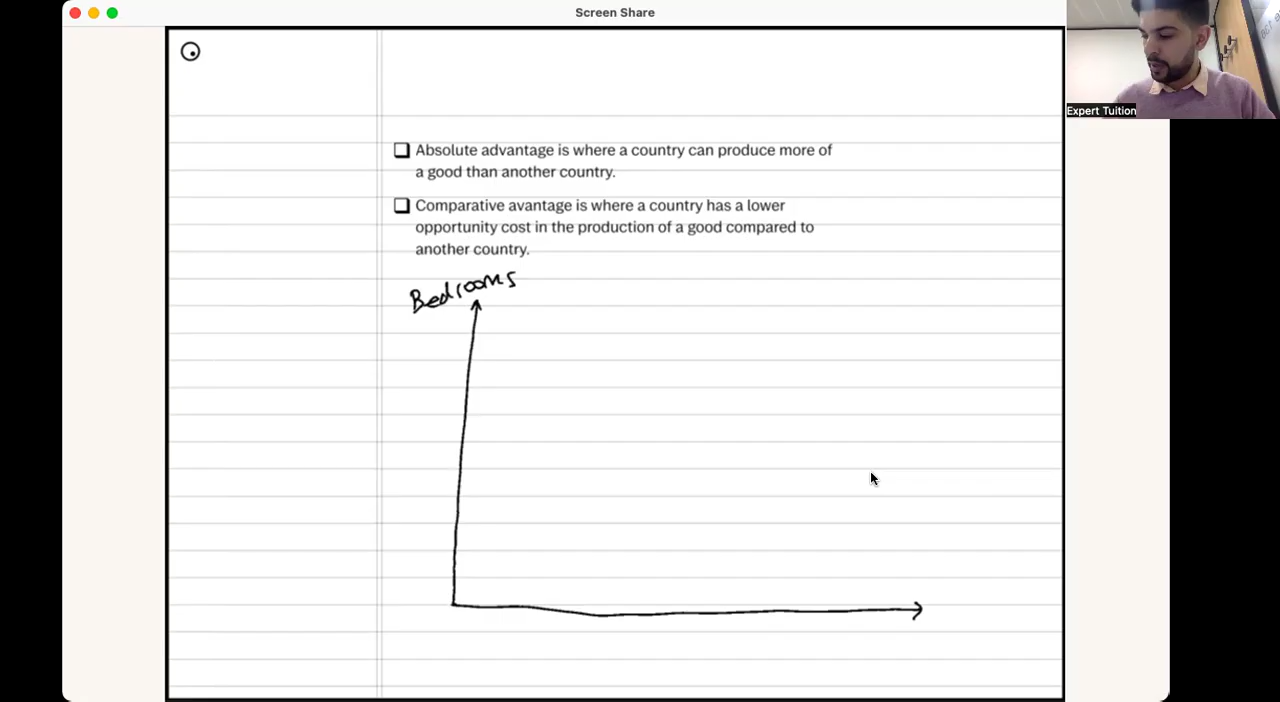 Screen Share
Expert Tuition
Absolute advantage is where a country can produce more of
a good than another country.
Comparative avantage is where a country has a lower
opportunity cost in the production of a good compared to
another country.
Bedrooms